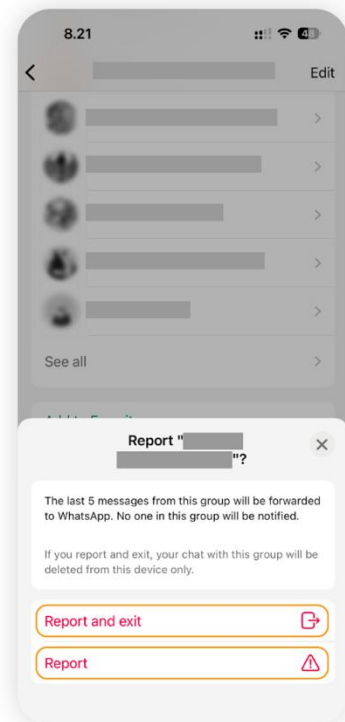 8.21
48
Edit
See all
Report "
"?
The last 5 messages from this group will be forwarded
to WhatsApp. No one in this group will be notified.
If you report and exit, your chat with this group will be
deleted from this device only.
Report and exit
Report